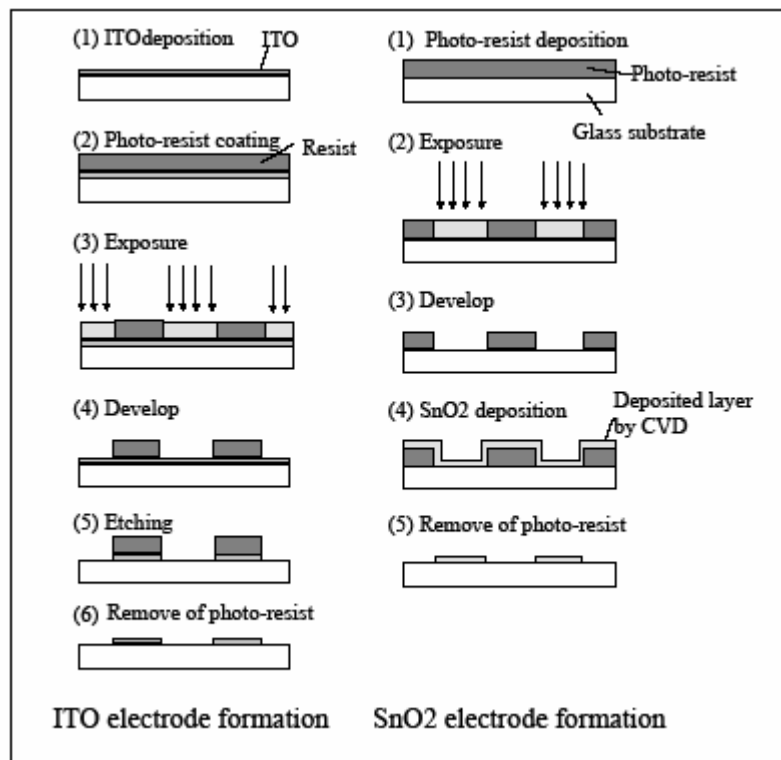 (1) ITOdeposition
ITO
(2) Photo-resist coating
Resist
(3) Exposure
(4) Develop
(5) Etching
(6) Remove of photo-resist
ITO electrode formation
(1) Photo-resist deposition
Photo-resist
Glass substrate
(2) Exposure
(3) Develop
(4) SnO2 deposition
Deposited layer
by CVD
(5) Remove of photo-resist
SnO2 electrode formation